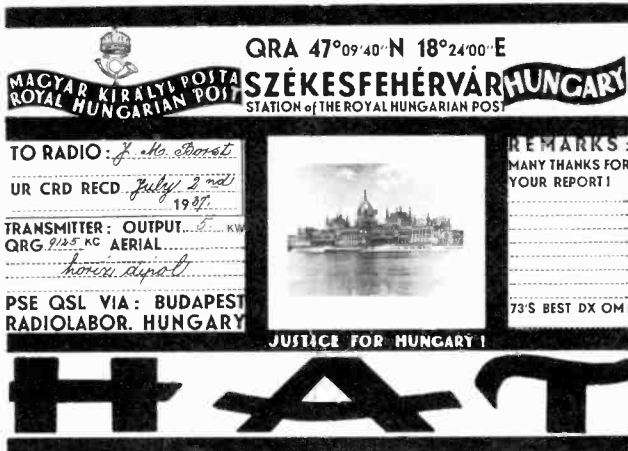 MAGYAR KIRÁLYI POSTA
ROYAL HUNGARIAN POST
QRA 47°09'40"N 18°24'00"E
SZÉKESFEHÉRVÁR
STATION of THE ROYAL HUNGARIAN POST
HUNGARY
TO RADIO: J. M. Borst
UR CRD RECD July 2nd
1937.
TRANSMITTER: OUTPUT 5 KW
QRG 9125 KC AERIAL
horiz. dipol
PSE QSL VIA: BUDAPEST
RADIOLABOR. HUNGARY
JUSTICE FOR HUNGARY!
REMARKS:
MANY THANKS FOR
YOUR REPORT!
73'S BEST DX OM
HAT